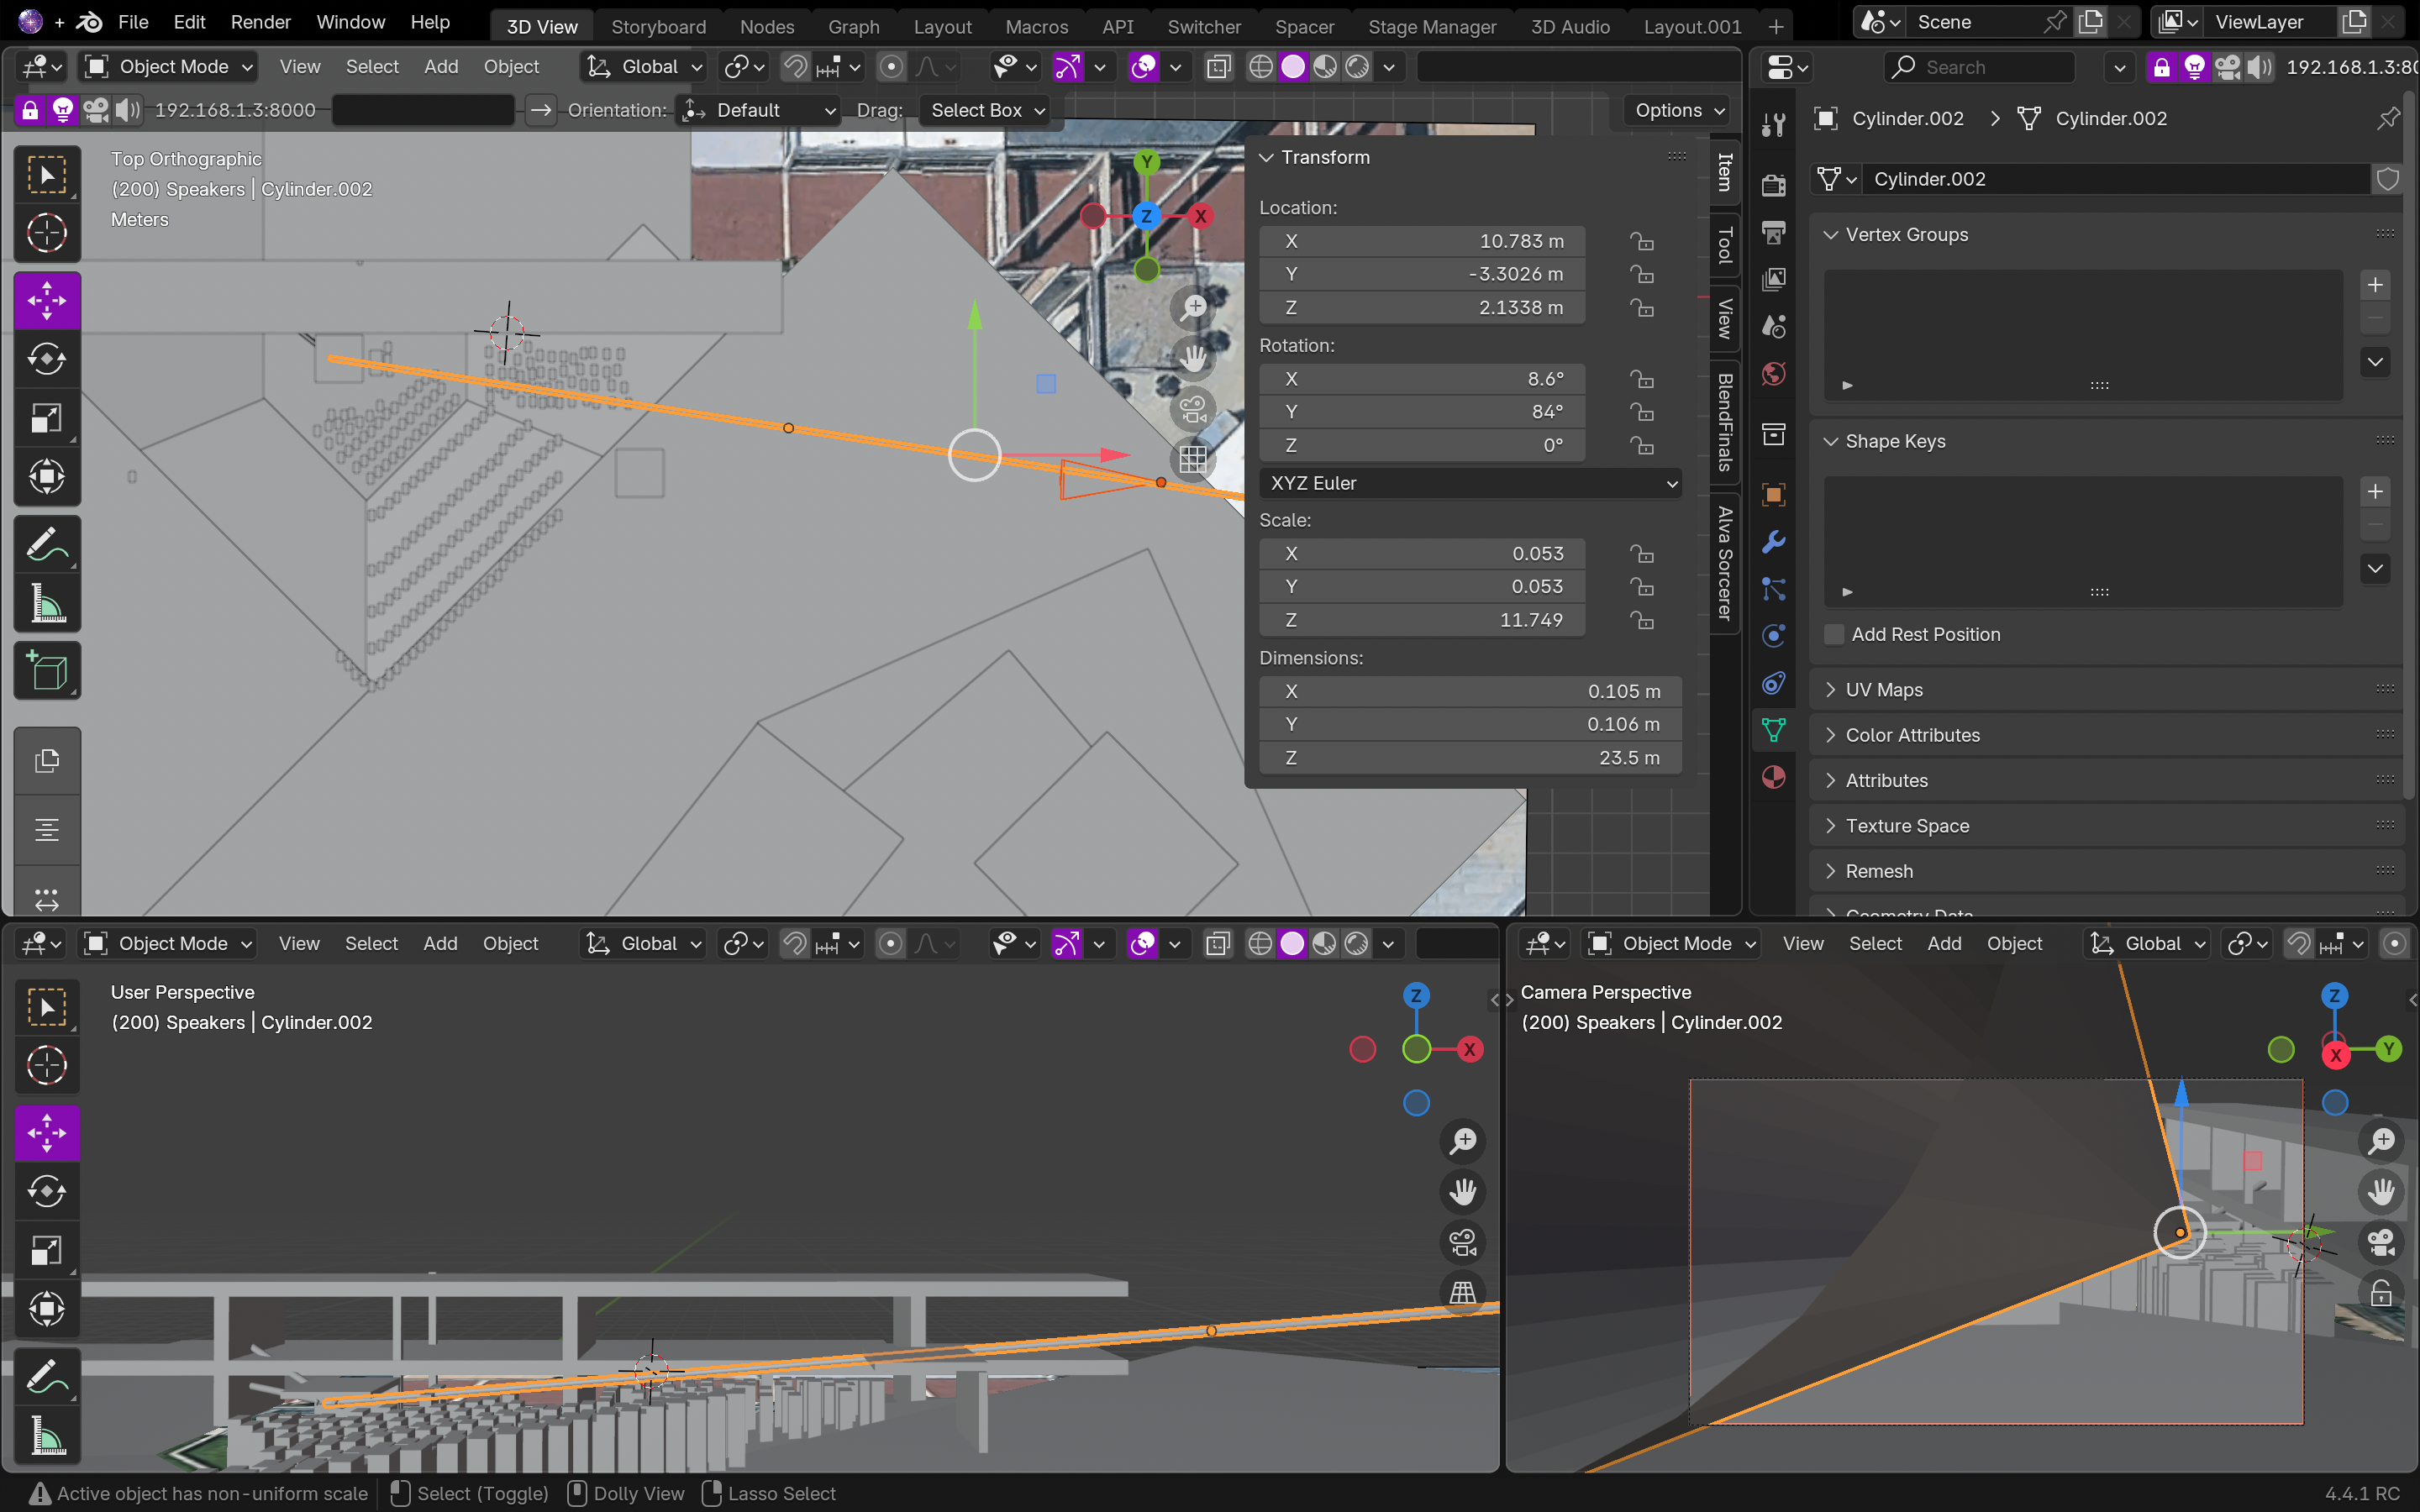 File Edit Render Window Help 3D View Storyboard Nodes Graph Layout Macros API Switcher Spacer Stage Manager 3D Audio Layout.001 Scene ViewLayer
Object Mode View Select Add Object Global
192.168.1.3:8000 Orientation: Default Drag: Select Box Options
Top Orthographic
(200) Speakers | Cylinder.002
Meters
Y
Z
X
Transform
Location:
X 10.783 m
Y -3.3026 m
Z 2.1338 m
Rotation:
X 8.6°
Y 84°
Z 0°
XYZ Euler
Scale:
X 0.053
Y 0.053
Z 11.749
Dimensions:
X 0.105 m
Y 0.106 m
Z 23.5 m
Item
Tool
View
BlendFinals
Alva Sorcerer
Search 192.168.1.3:80
Cylinder.002 > Cylinder.002
Cylinder.002
Vertex Groups
Shape Keys
Add Rest Position
UV Maps
Color Attributes
Attributes
Texture Space
Remesh
Geometry Data
Object Mode View Select Add Object Global
User Perspective
(200) Speakers | Cylinder.002
Z
X
Object Mode View Select Add Object Global
Camera Perspective
(200) Speakers | Cylinder.002
Z
X
Y
Active object has non-uniform scale Select (Toggle) Dolly View Lasso Select 4.4.1 RC